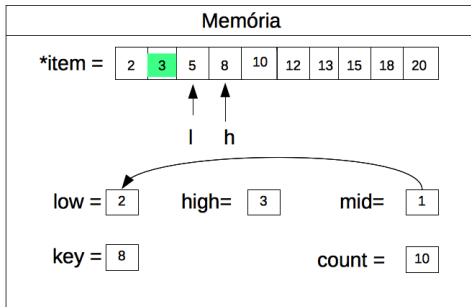 Memória
*item = 2 3 5 8 10 12 13 15 18 20
l h
low = 2 high= 3 mid= 1
key = 8 count = 10